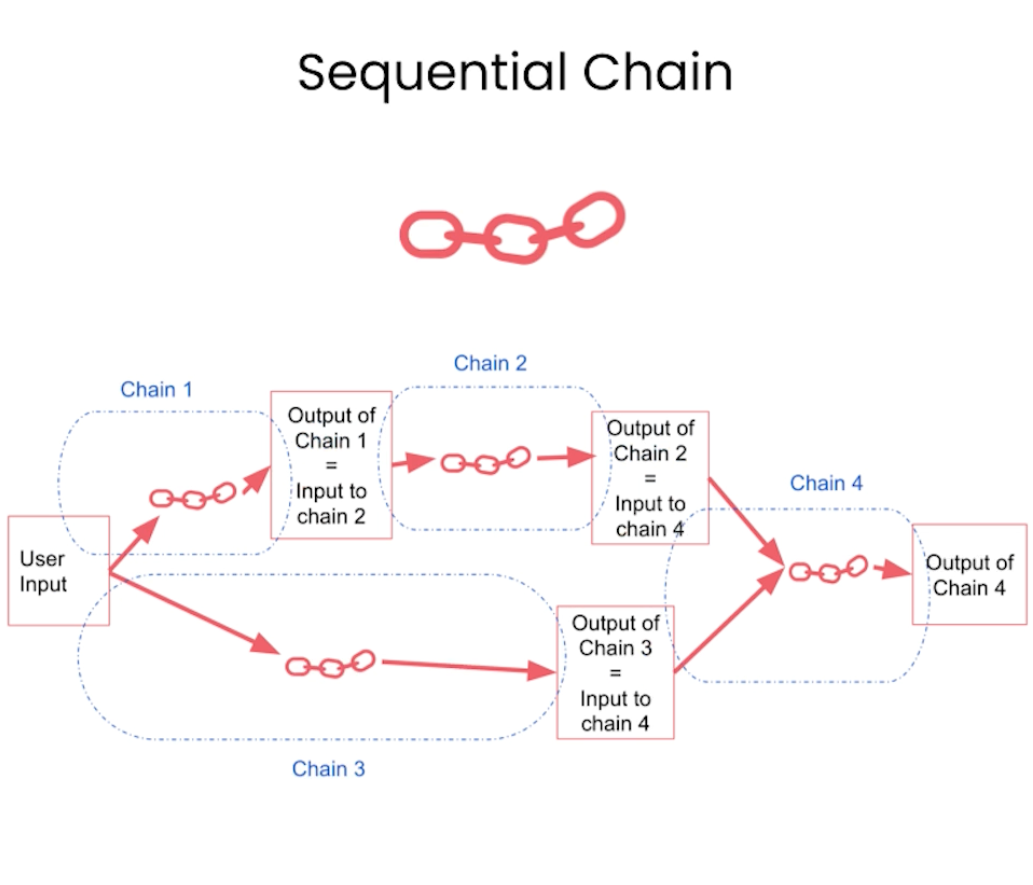 Sequential Chain
Chain 1
Chain 2
Output of
Chain 1
=
Input to
chain 2
Output of
Chain 2
=
Input to
chain 4
Chain 4
User
Input
Output of
Chain 4
Output of
Chain 3
=
Input to
chain 4
Chain 3